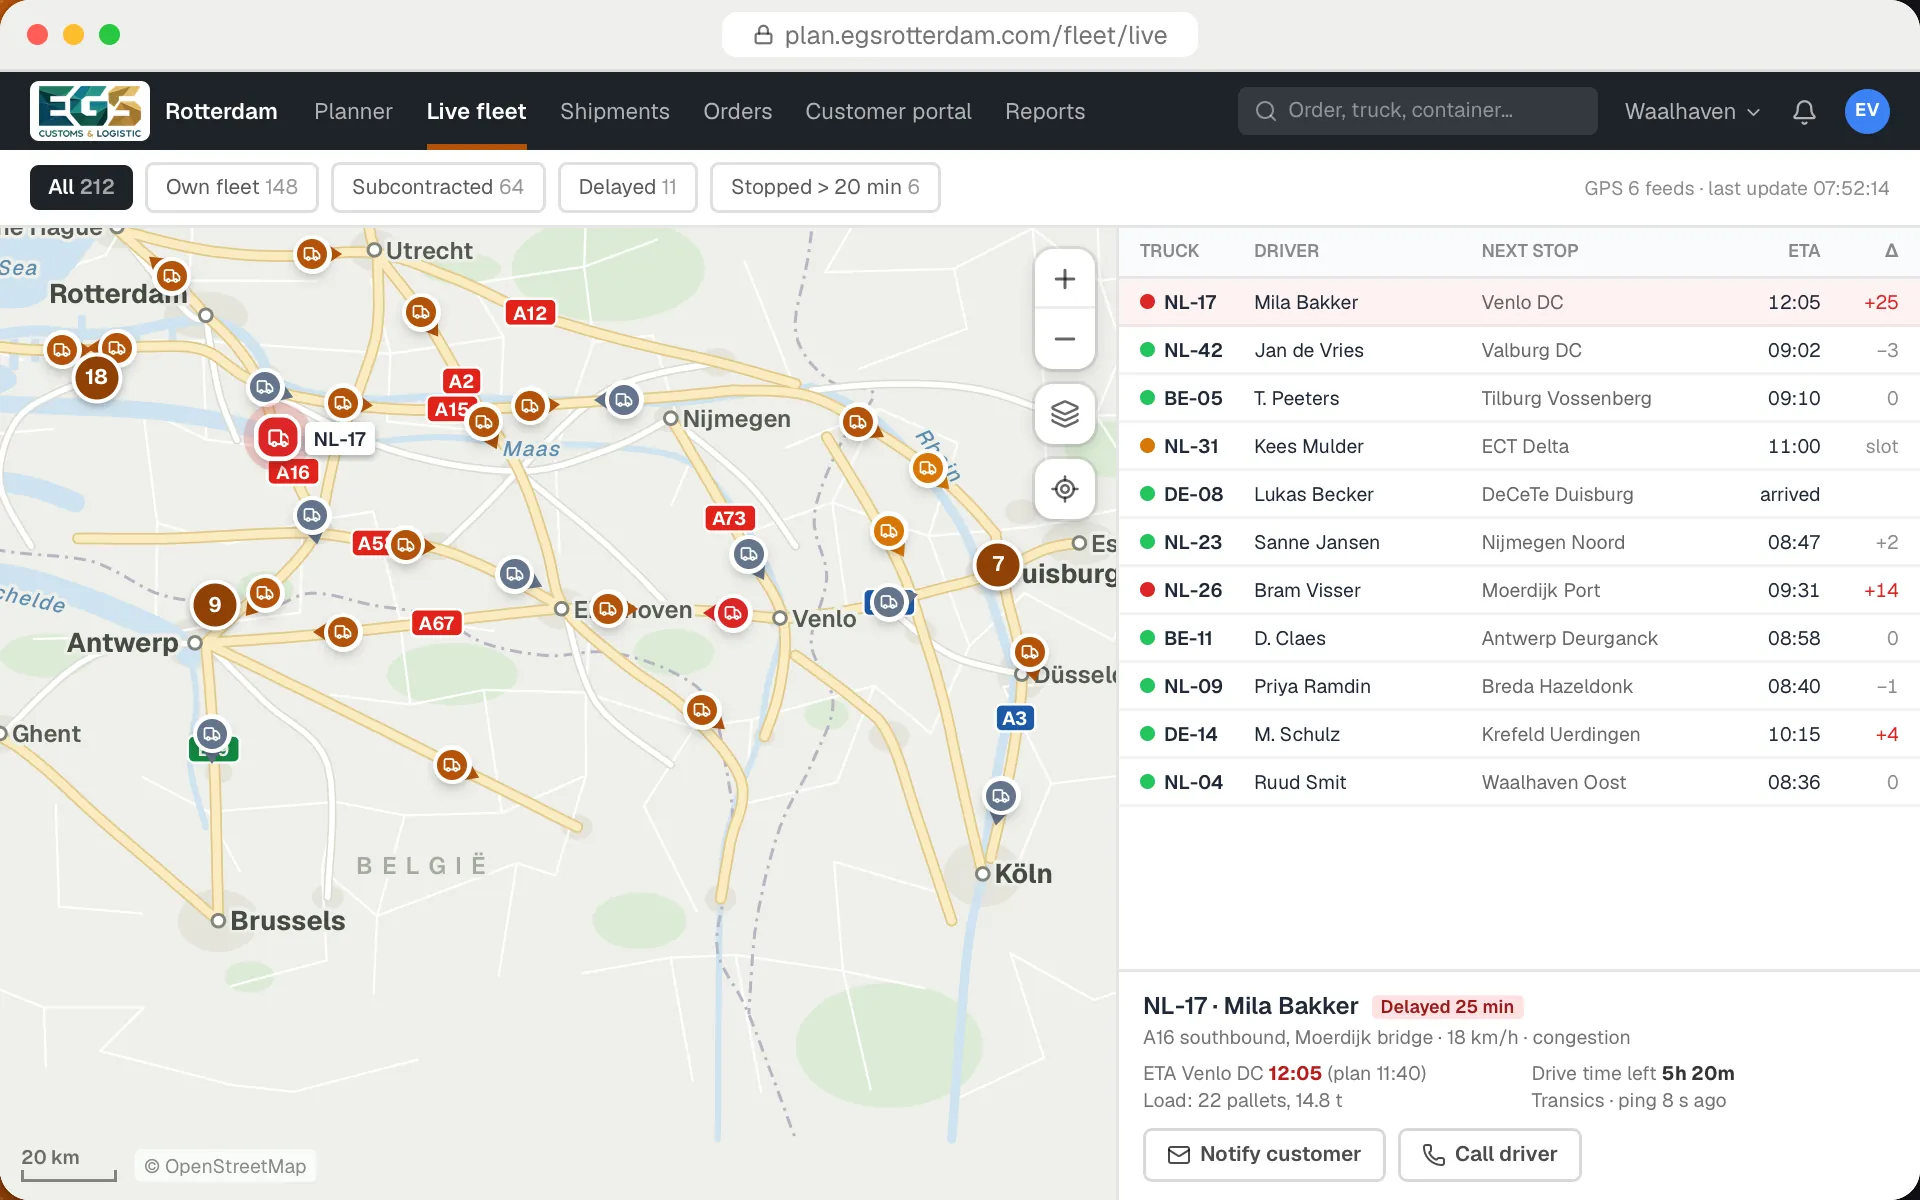 plan.egsrotterdam.com/fleet/live
EGS
CUSTOMS & LOGISTIC
Rotterdam
Planner
Live fleet
Shipments
Orders
Customer portal
Reports
Order, truck, container...
Waalhaven
EV
All 212
Own fleet 148
Subcontracted 64
Delayed 11
Stopped > 20 min 6
GPS 6 feeds · last update 07:52:14
Hague
Utrecht
Sea
Rotterdam
A12
18
A2
A15
Nijmegen
NL-17
Maas
Rhein
A16
A73
A58
Es
7
uisburg
chelde
9
A67
Venlo
Antwerp
Düsseld
A3
Ghent
BELGIË
Köln
Brussels
20 km
© OpenStreetMap
TRUCK DRIVER NEXT STOP ETA Δ
NL-17 Mila Bakker Venlo DC 12:05 +25
NL-42 Jan de Vries Valburg DC 09:02 −3
BE-05 T. Peeters Tilburg Vossenberg 09:10 0
NL-31 Kees Mulder ECT Delta 11:00 slot
DE-08 Lukas Becker DeCeTe Duisburg arrived
NL-23 Sanne Jansen Nijmegen Noord 08:47 +2
NL-26 Bram Visser Moerdijk Port 09:31 +14
BE-11 D. Claes Antwerp Deurganck 08:58 0
NL-09 Priya Ramdin Breda Hazeldonk 08:40 −1
DE-14 M. Schulz Krefeld Uerdingen 10:15 +4
NL-04 Ruud Smit Waalhaven Oost 08:36 0
NL-17 · Mila Bakker Delayed 25 min
A16 southbound, Moerdijk bridge · 18 km/h · congestion
ETA Venlo DC 12:05 (plan 11:40)
Drive time left 5h 20m
Load: 22 pallets, 14.8 t
Transics · ping 8 s ago
Notify customer
Call driver